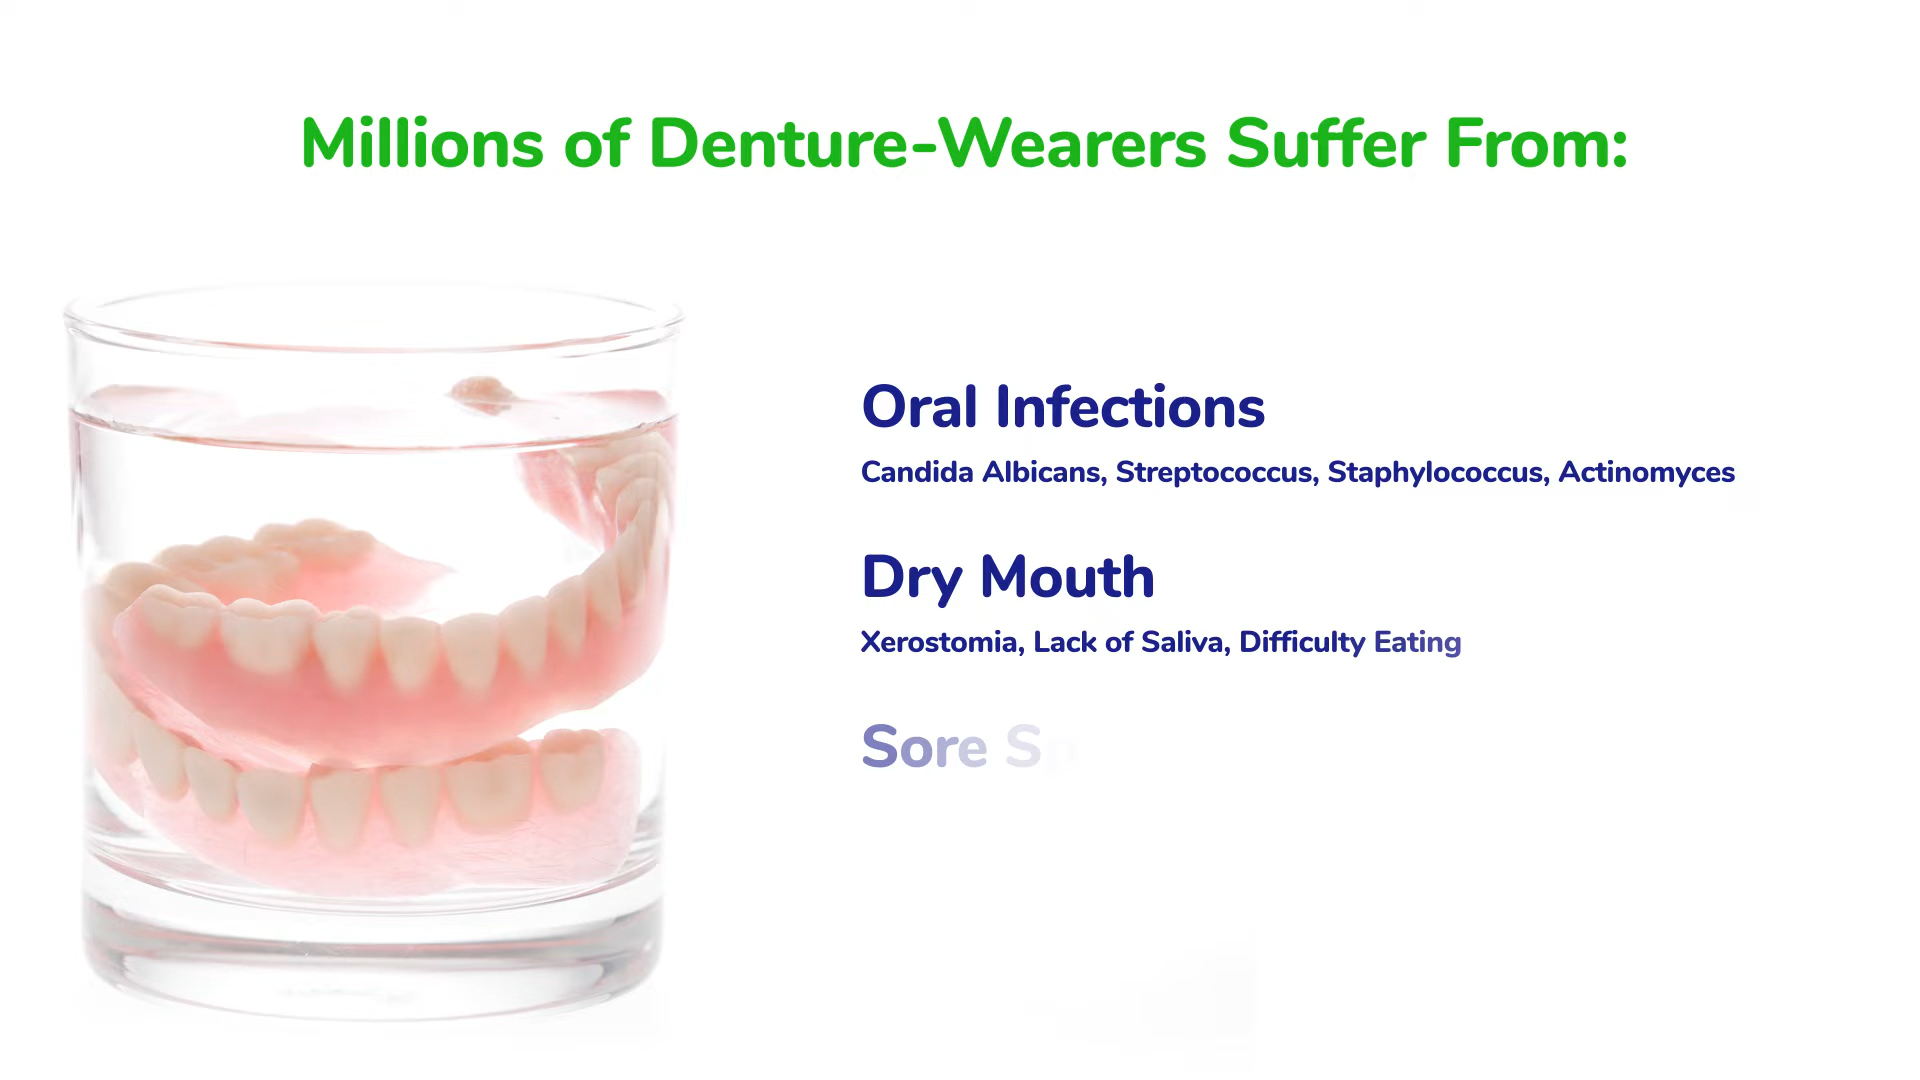 Millions of Denture-Wearers Suffer From:
Oral Infections
Candida Albicans, Streptococcus, Staphylococcus, Actinomyces
Dry Mouth
Xerostomia, Lack of Saliva, Difficulty Eating
Sore